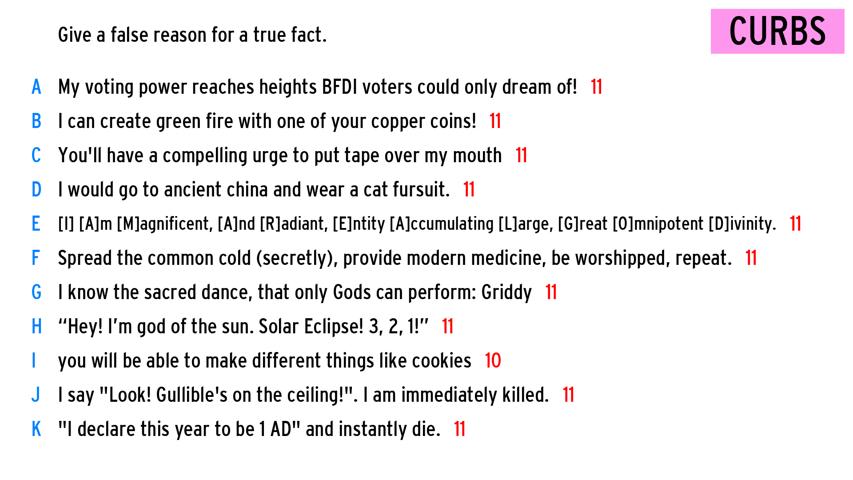 Give a false reason for a true fact.
CURBS
A My voting power reaches heights BFDI voters could only dream of! 11
B I can create green fire with one of your copper coins! 11
C You'll have a compelling urge to put tape over my mouth 11
D I would go to ancient china and wear a cat fursuit. 11
E [I] [A]m [M]agnificent, [A]nd [R]adiant, [E]ntity [A]ccumulating [L]arge, [G]reat [O]mnipotent [D]ivinity. 11
F Spread the common cold (secretly), provide modern medicine, be worshipped, repeat. 11
G I know the sacred dance, that only Gods can perform: Griddy 11
H “Hey! I’m god of the sun. Solar Eclipse! 3, 2, 1!” 11
I you will be able to make different things like cookies 10
J I say "Look! Gullible's on the ceiling!". I am immediately killed. 11
K "I declare this year to be 1 AD" and instantly die. 11